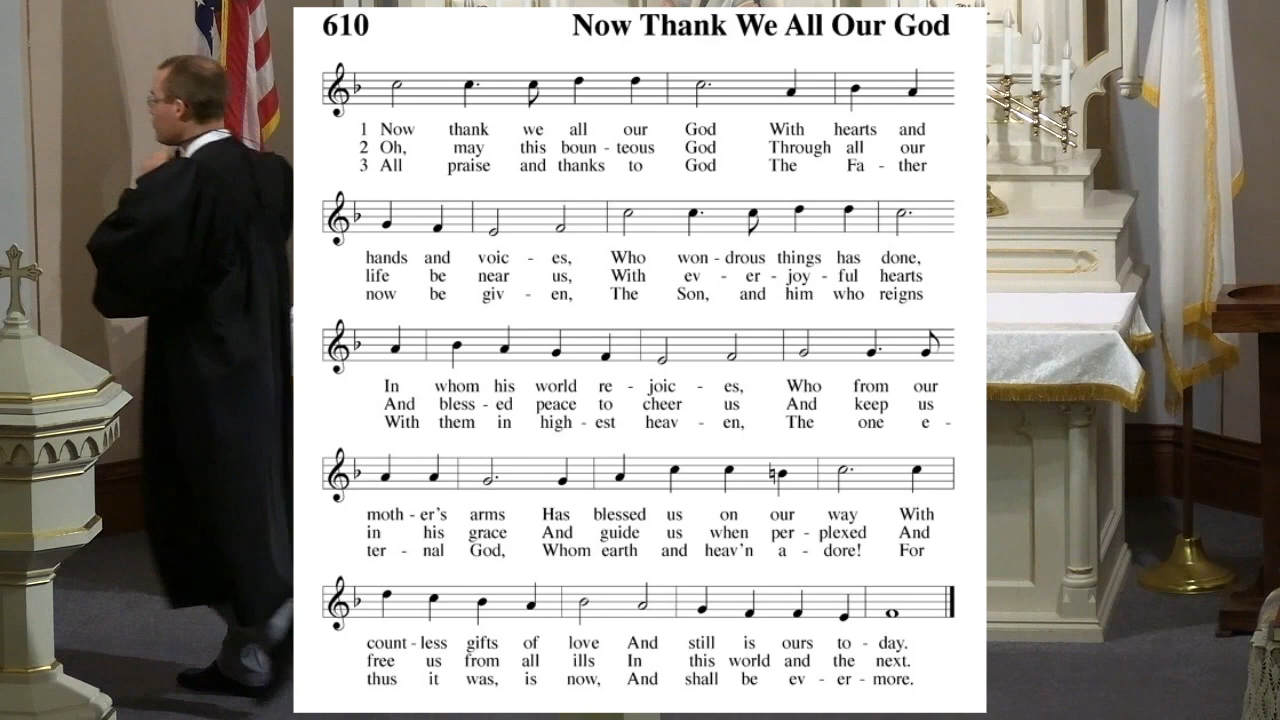 610 Now Thank We All Our God
1 Now thank we all our God With hearts and
2 Oh, may this boun - teous God Through all our
3 All praise and thanks to God The Fa - ther
hands and voic - es, Who won - drous things has done,
life be near us, With ev - er - joy - ful hearts
now be giv - en, The Son, and him who reigns
In whom his world re - joic - es, Who from our
And bless - ed peace to cheer us And keep us
With them in high - est heav - en, The one e -
moth - er's arms Has blessed us on our way With
in his grace And guide us when per - plexed And
ter - nal God, Whom earth and heav'n a - dore! For
count - less gifts of love And still is ours to - day.
free us from all ills In this world and the next.
thus it was, is now, And shall be ev - er - more.